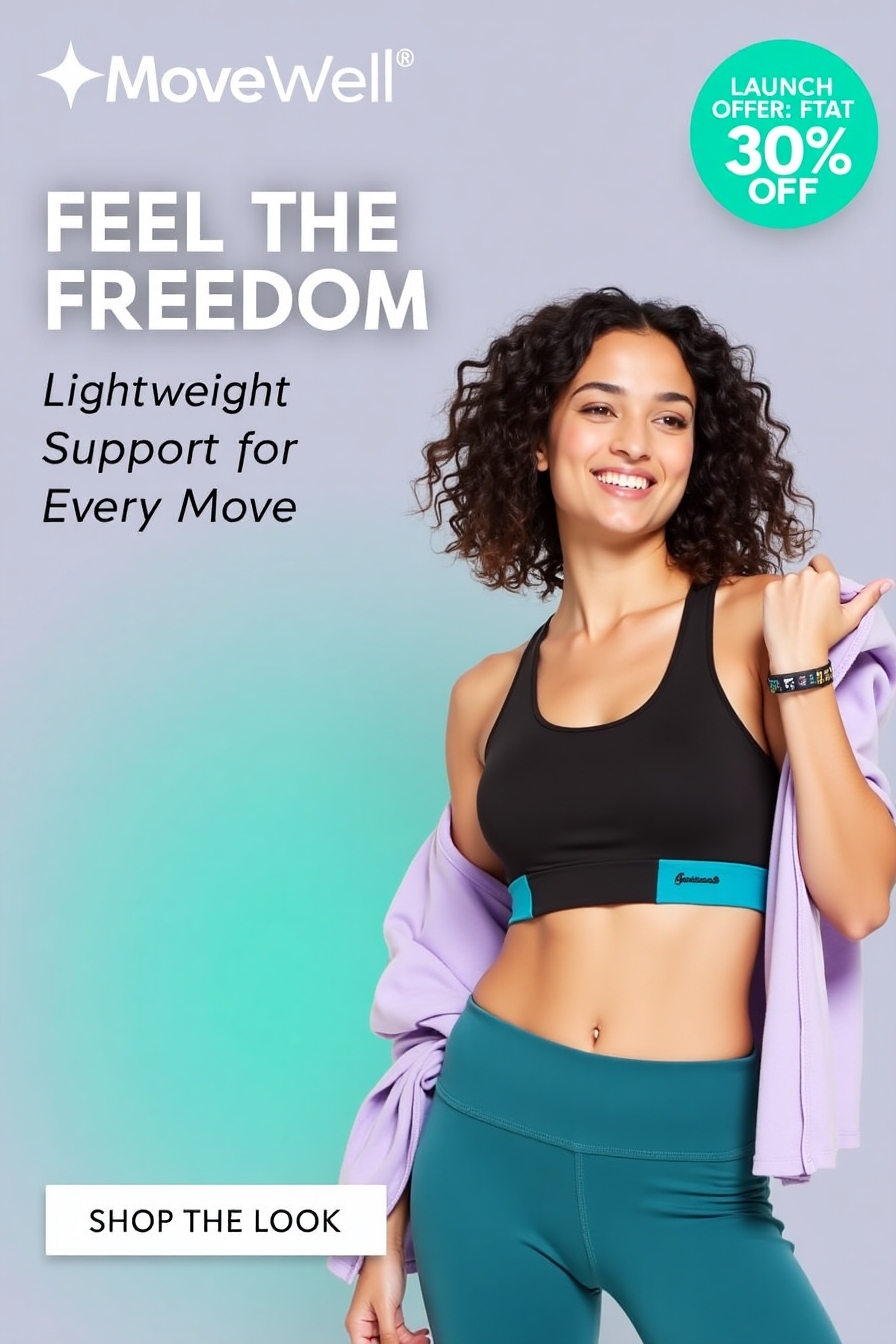 MoveWell®
LAUNCH
OFFER: FTAT
30%
OFF
FEEL THE
FREEDOM
Lightweight
Support for
Every Move
SHOP THE LOOK